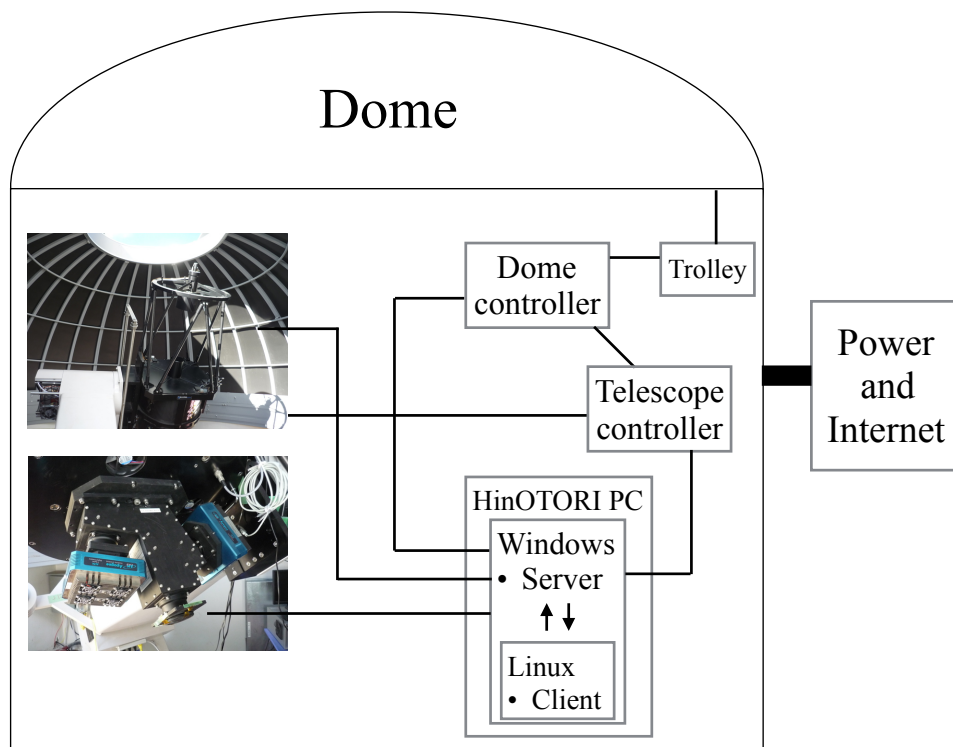 Dome
Dome
controller
Trolley
Power
and
Internet
Telescope
controller
HinOTORI PC
Windows
• Server
Linux
• Client